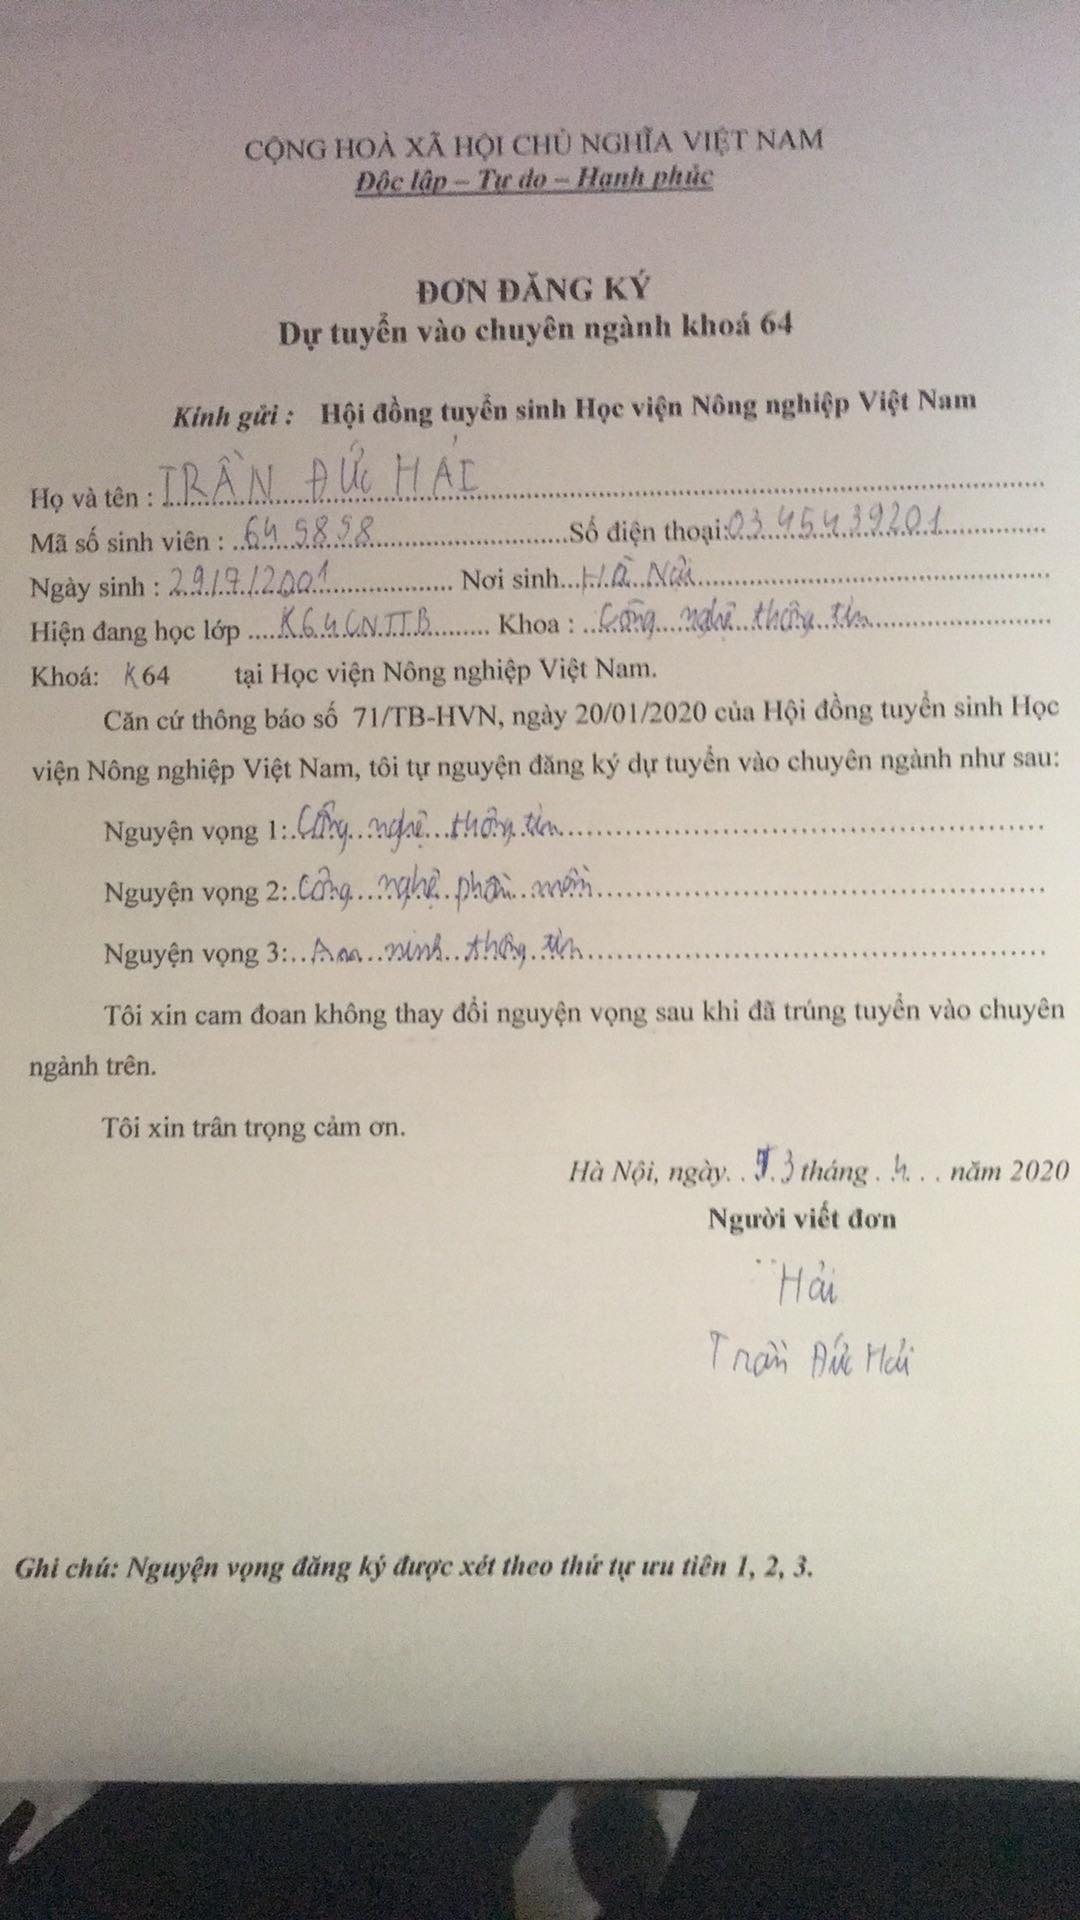 CỘNG HOÀ XÃ HỘI CHỦ NGHĨA VIỆT NAM
Độc lập – Tự do – Hạnh phúc
ĐƠN ĐĂNG KÝ
Dự tuyển vào chuyên ngành khoá 64
Kính gửi : Hội đồng tuyển sinh Học viện Nông nghiệp Việt Nam
Họ và tên : TRẦN ĐỨC HẢI
Mã số sinh viên : 649898 Số điện thoại: 0345439201
Ngày sinh : 29/7/2001 Nơi sinh Hà Nội
Hiện đang học lớp K64CNTTB Khoa : Công nghệ thông tin
Khoá: K64 tại Học viện Nông nghiệp Việt Nam.
Căn cứ thông báo số 71/TB-HVN, ngày 20/01/2020 của Hội đồng tuyển sinh Học
viện Nông nghiệp Việt Nam, tôi tự nguyện đăng ký dự tuyển vào chuyên ngành như sau:
Nguyện vọng 1: Công nghệ thông tin
Nguyện vọng 2: Công nghệ phần mềm
Nguyện vọng 3: An ninh thông tin
Tôi xin cam đoan không thay đổi nguyện vọng sau khi đã trúng tuyển vào chuyên
ngành trên.
Tôi xin trân trọng cảm ơn.
Hà Nội, ngày tháng 4 năm 2020
Người viết đơn
Hải
Trần Đức Hải
Ghi chú: Nguyện vọng đăng ký được xét theo thứ tự ưu tiên 1, 2, 3.